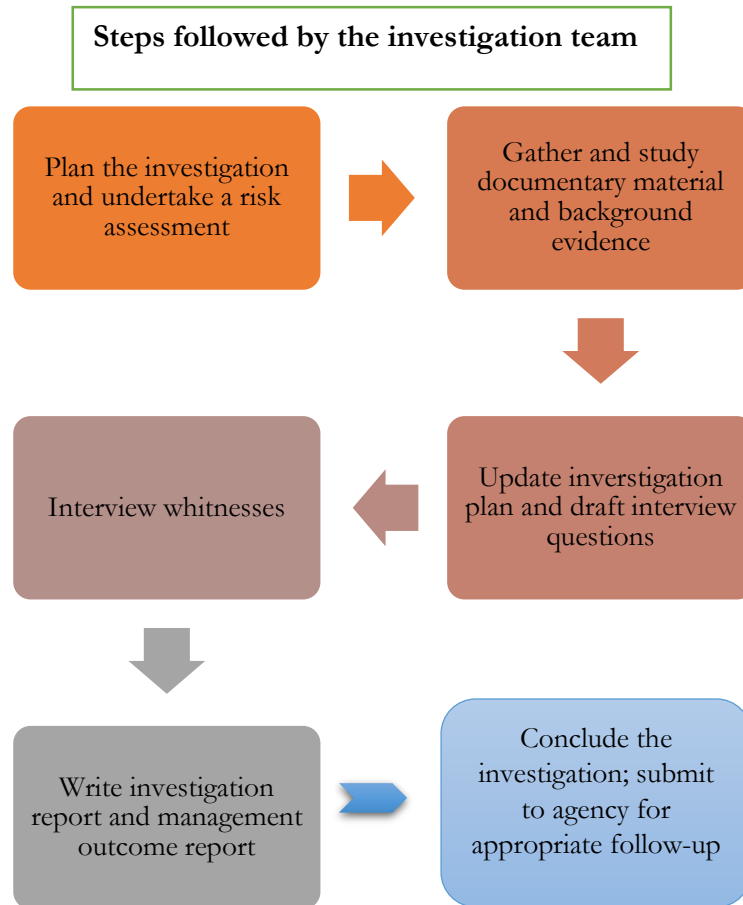 Steps followed by the investigation team
Plan the investigation
and undertake a risk
assessment
Gather and study
documentary material
and background
evidence
Update inverstigation
plan and draft interview
questions
Interview whitnesses
Write investigation
report and management
outcome report
Conclude the
investigation; submit
to agency for
appropriate follow-up